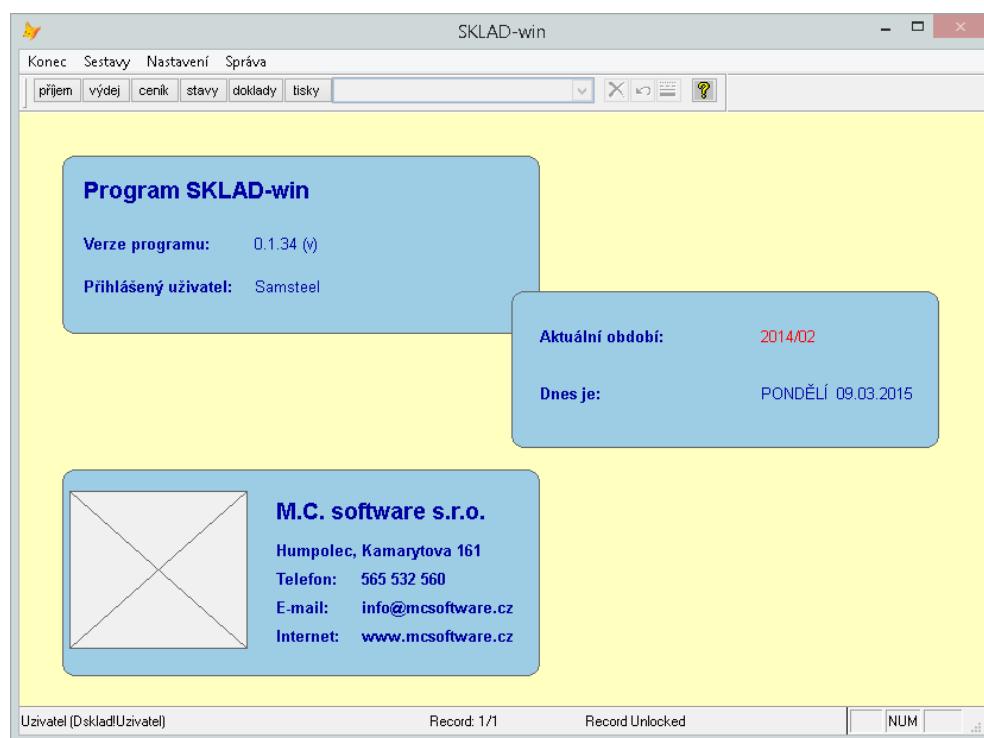 SKLAD-win
Konec Sestavy Nastavení Správa
příjem výdej ceník stavy doklady tisky
Program SKLAD-win
Verze programu: 0.1.34 (v)
Přihlášený uživatel: Samsteel
Aktuální období: 2014/02
Dnes je: PONDĚLÍ 09.03.2015
M.C. software s.r.o.
Humpolec, Kamarytova 161
Telefon: 565 532 560
E-mail: info@mcsoftware.cz
Internet: www.mcsoftware.cz
Uzivatel (Dsklad!Uzivatel) Record: 1/1 Record Unlocked NUM